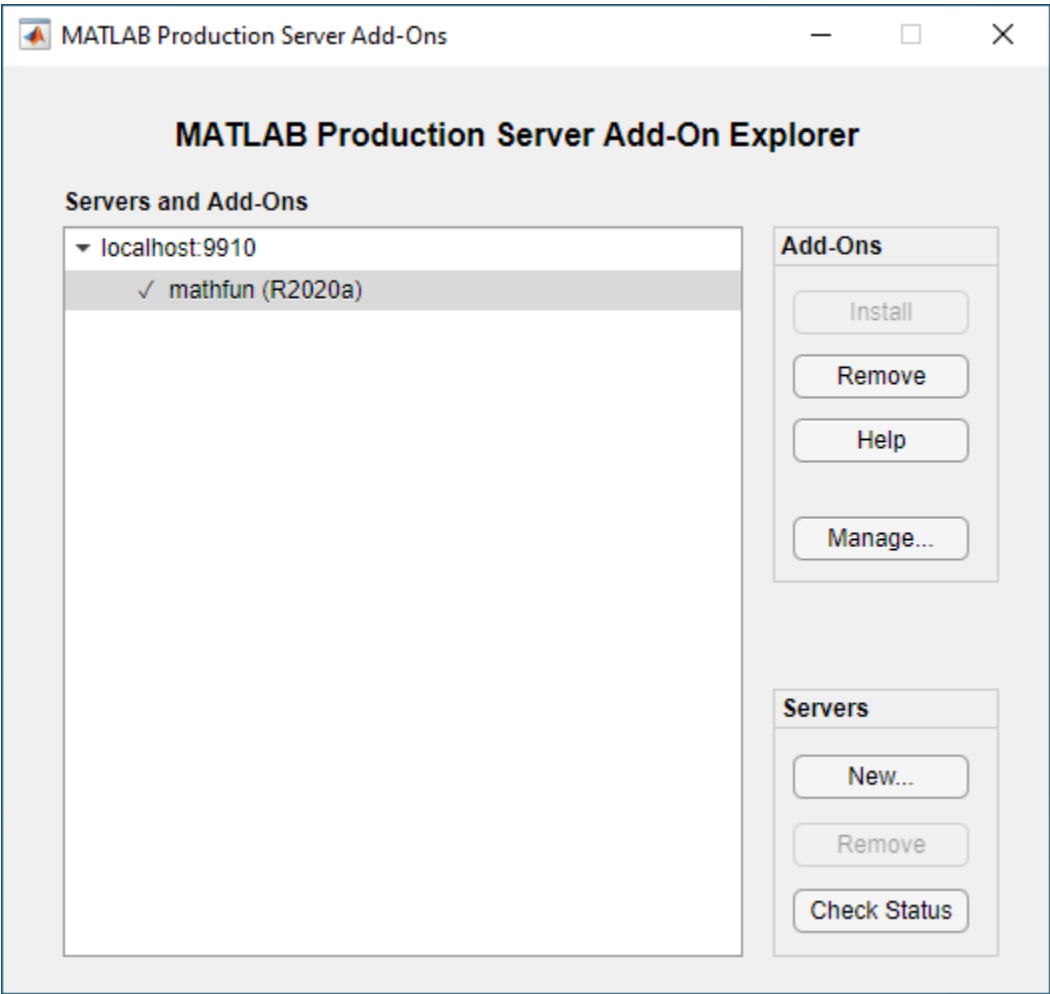 MATLAB Production Server Add-Ons
MATLAB Production Server Add-On Explorer
Servers and Add-Ons
localhost:9910
✓ mathfun (R2020a)
Add-Ons
Install
Remove
Help
Manage...
Servers
New...
Remove
Check Status